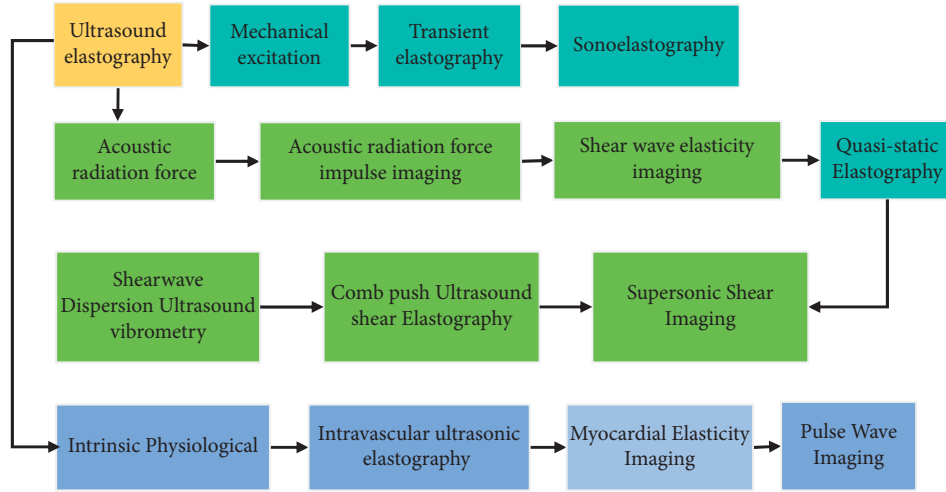 Ultrasound
elastography
Mechanical
excitation
Transient
elastography
Sonoelastography
Acoustic
radiation force
Acoustic radiation force
impulse imaging
Shear wave elasticity
imaging
Quasi-static
Elastography
Shearwave
Dispersion Ultrasound
vibrometry
Comb push Ultrasound
shear Elastography
Supersonic Shear
Imaging
Intrinsic Physiological
Intravascular ultrasonic
elastography
Myocardial Elasticity
Imaging
Pulse Wave
Imaging